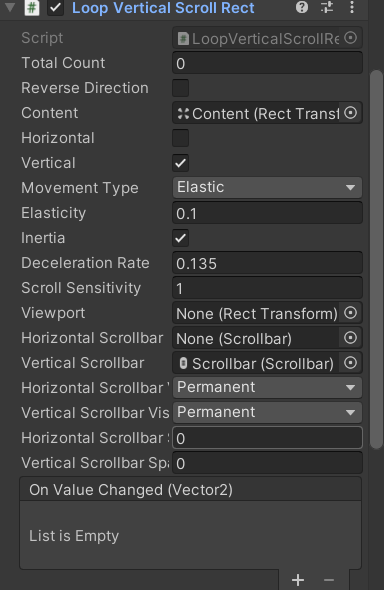 Loop Vertical Scroll Rect
Script LoopVerticalScrollRe
Total Count 0
Reverse Direction
Content Content (Rect Transf
Horizontal
Vertical
Movement Type Elastic
Elasticity 0.1
Inertia
Deceleration Rate 0.135
Scroll Sensitivity 1
Viewport None (Rect Transform)
Horizontal Scrollbar None (Scrollbar)
Vertical Scrollbar Scrollbar (Scrollbar)
Horizontal Scrollbar V Permanent
Vertical Scrollbar Vis Permanent
Horizontal Scrollbar S 0
Vertical Scrollbar Spa 0
On Value Changed (Vector2)
List is Empty